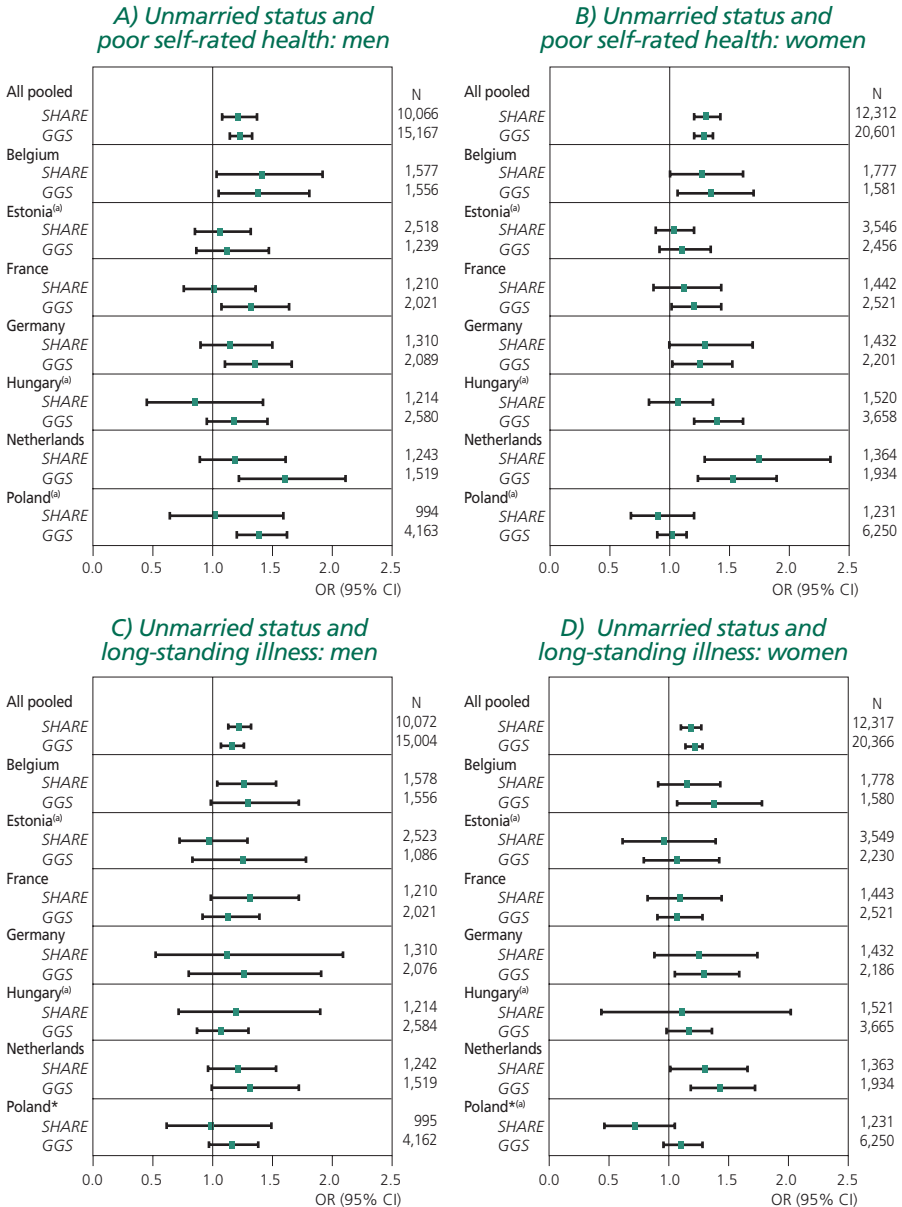 A) Unmarried status and
poor self-rated health: men
All pooled
N
SHARE 10,066
GGS 15,167
Belgium
SHARE 1,577
GGS 1,556
Estonia(a)
SHARE 2,518
GGS 1,239
France
SHARE 1,210
GGS 2,021
Germany
SHARE 1,310
GGS 2,089
Hungary(a)
SHARE 1,214
GGS 2,580
Netherlands
SHARE 1,243
GGS 1,519
Poland(a)
SHARE 994
GGS 4,163
0.0 0.5 1.0 1.5 2.0 2.5
OR (95% CI)
B) Unmarried status and
poor self-rated health: women
All pooled
N
SHARE 12,312
GGS 20,601
Belgium
SHARE 1,777
GGS 1,581
Estonia(a)
SHARE 3,546
GGS 2,456
France
SHARE 1,442
GGS 2,521
Germany
SHARE 1,432
GGS 2,201
Hungary(a)
SHARE 1,520
GGS 3,658
Netherlands
SHARE 1,364
GGS 1,934
Poland(a)
SHARE 1,231
GGS 6,250
0.0 0.5 1.0 1.5 2.0 2.5
OR (95% CI)
C) Unmarried status and
long-standing illness: men
All pooled
N
SHARE 10,072
GGS 15,004
Belgium
SHARE 1,578
GGS 1,556
Estonia(a)
SHARE 2,523
GGS 1,086
France
SHARE 1,210
GGS 2,021
Germany
SHARE 1,310
GGS 2,076
Hungary(a)
SHARE 1,214
GGS 2,584
Netherlands
SHARE 1,242
GGS 1,519
Poland*
SHARE 995
GGS 4,162
0.0 0.5 1.0 1.5 2.0 2.5
OR (95% CI)
D) Unmarried status and
long-standing illness: women
All pooled
N
SHARE 12,317
GGS 20,366
Belgium
SHARE 1,778
GGS 1,580
Estonia(a)
SHARE 3,549
GGS 2,230
France
SHARE 1,443
GGS 2,521
Germany
SHARE 1,432
GGS 2,186
Hungary(a)
SHARE 1,521
GGS 3,665
Netherlands
SHARE 1,363
GGS 1,934
Poland*(a)
SHARE 1,231
GGS 6,250
0.0 0.5 1.0 1.5 2.0 2.5
OR (95% CI)